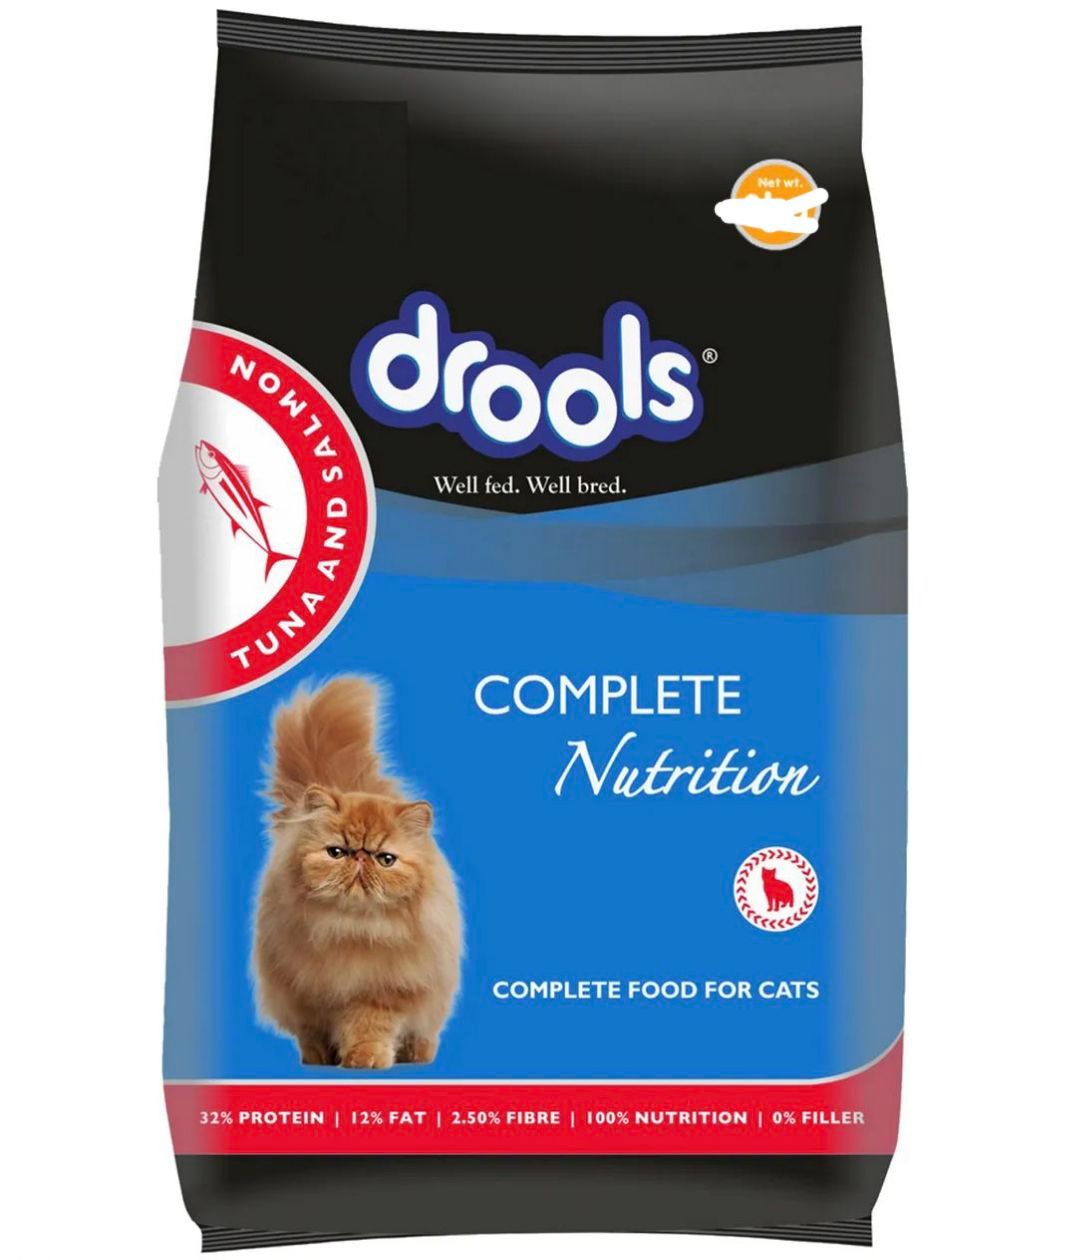 Net wt.
drools®
Well fed. Well bred.
TUNA AND SALMON
COMPLETE
Nutrition
COMPLETE FOOD FOR CATS
32% PROTEIN | 12% FAT | 2.50% FIBRE | 100% NUTRITION | 0% FILLER